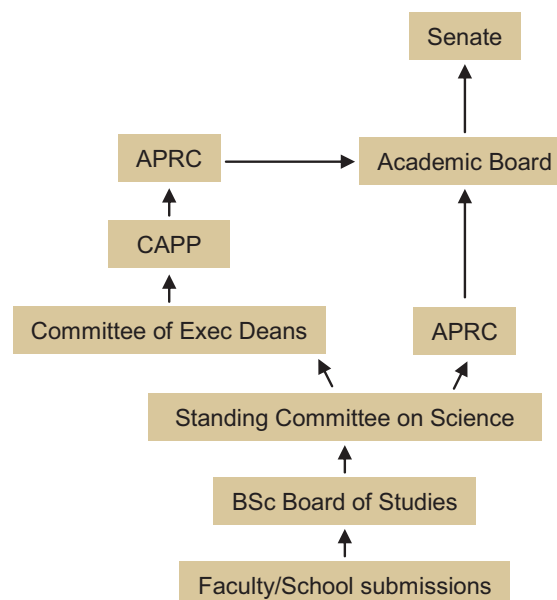 Senate
APRC
Academic Board
CAPP
Committee of Exec Deans
APRC
Standing Committee on Science
BSc Board of Studies
Faculty/School submissions